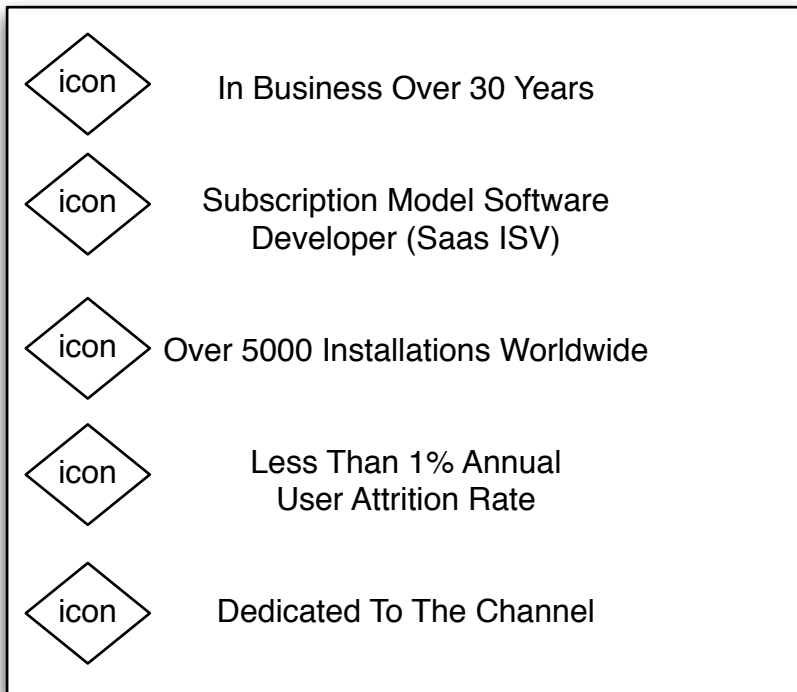 icon
In Business Over 30 Years
icon
Subscription Model Software
Developer (Saas ISV)
icon
Over 5000 Installations Worldwide
icon
Less Than 1% Annual
User Attrition Rate
icon
Dedicated To The Channel